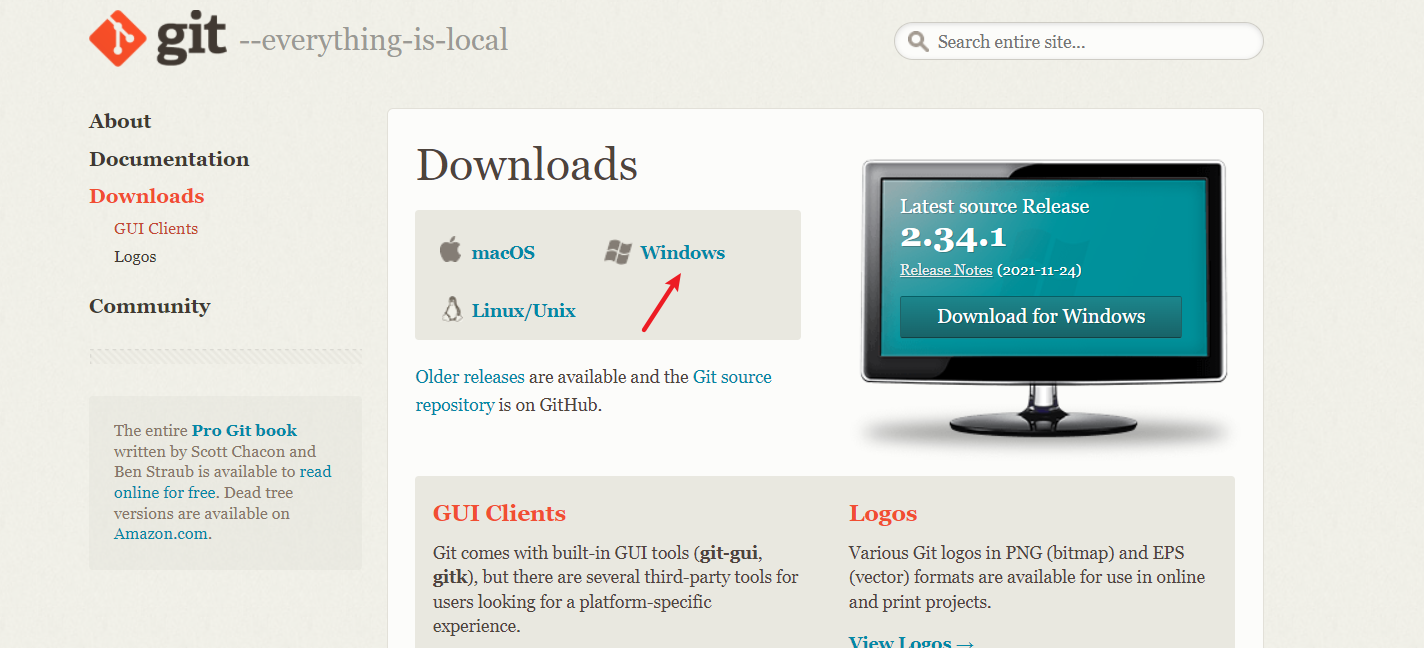 git --everything-is-local
Search entire site...
About
Documentation
Downloads
GUI Clients
Logos
Community
The entire Pro Git book
written by Scott Chacon and
Ben Straub is available to read
online for free. Dead tree
versions are available on
Amazon.com.
Downloads
macOS
Windows
Linux/Unix
Older releases are available and the Git source
repository is on GitHub.
Latest source Release
2.34.1
Release Notes (2021-11-24)
Download for Windows
GUI Clients
Git comes with built-in GUI tools (git-gui,
gitk), but there are several third-party tools for
users looking for a platform-specific
experience.
Logos
Various Git logos in PNG (bitmap) and EPS
(vector) formats are available for use in online
and print projects.
View Logos →